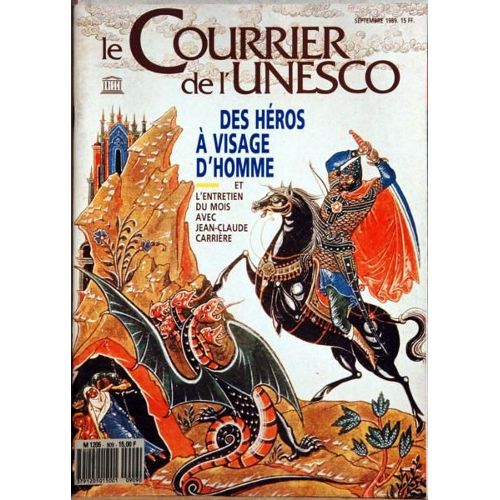 SEPTEMBRE 1989. 15 FF.
le COURRIER
de l'UNESCO
DES HÉROS
À VISAGE
D'HOMME
ET
L'ENTRETIEN
DU MOIS
AVEC
JEAN-CLAUDE
CARRIÈRE
M 1205 - 909 - 15,00 F